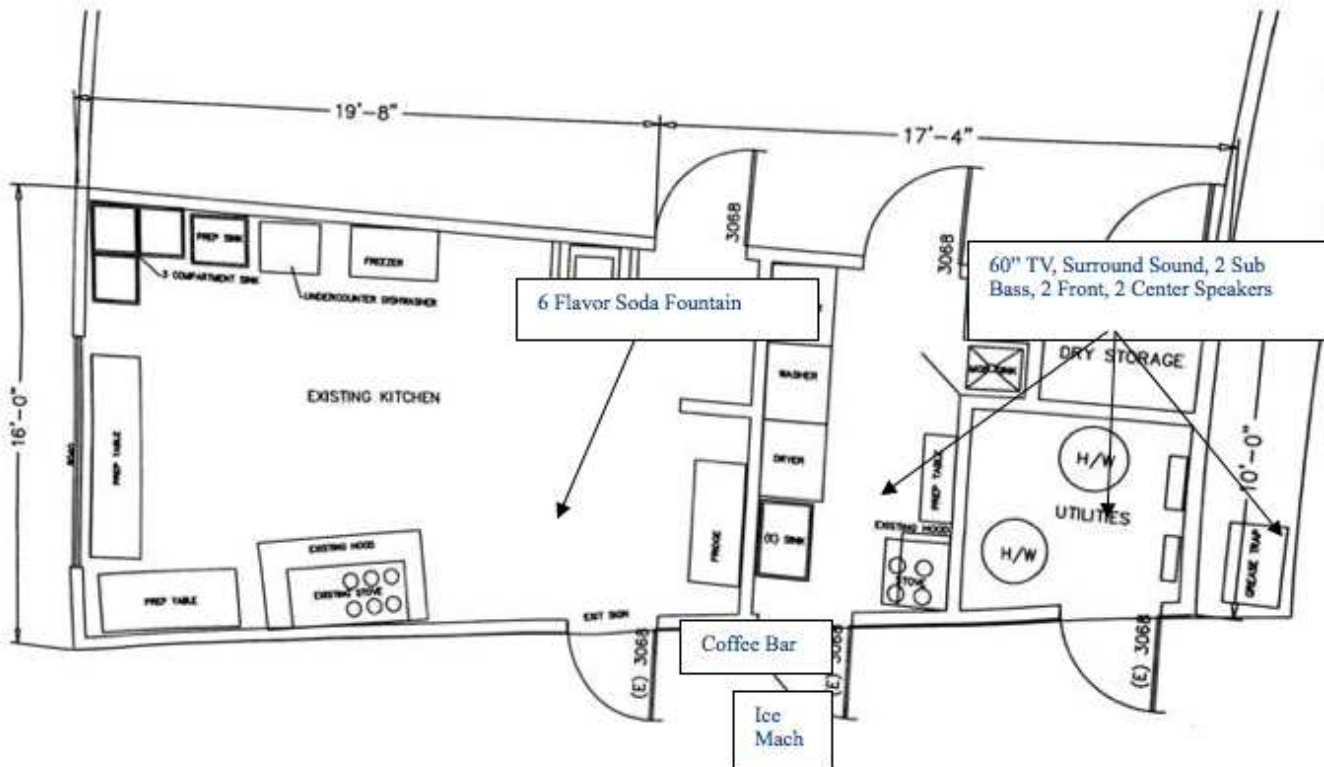 19'-8"
17'-4"
3068
3068
PREP SINK
FREEZER
3 COMPARTMENT SINK
UNDERCOUNTER DISHWASHER
6 Flavor Soda Fountain
60" TV, Surround Sound, 2 Sub
Bass, 2 Front, 2 Center Speakers
DRY STORAGE
MOP SINK
WASHER
EXISTING KITCHEN
16'-0"
10'-0"
PREP TABLE
DRYER
PREP TABLE
H/W
UTILITIES
FRIDGE
(E) SINK
EXISTING HOOD
STOVE
H/W
GREASE TRAP
EXISTING HOOD
EXISTING STOVE
PREP TABLE
EXIT SIGN
(E) 3068
Coffee Bar
(E) 3068
(E) 3068
Ice
Mach